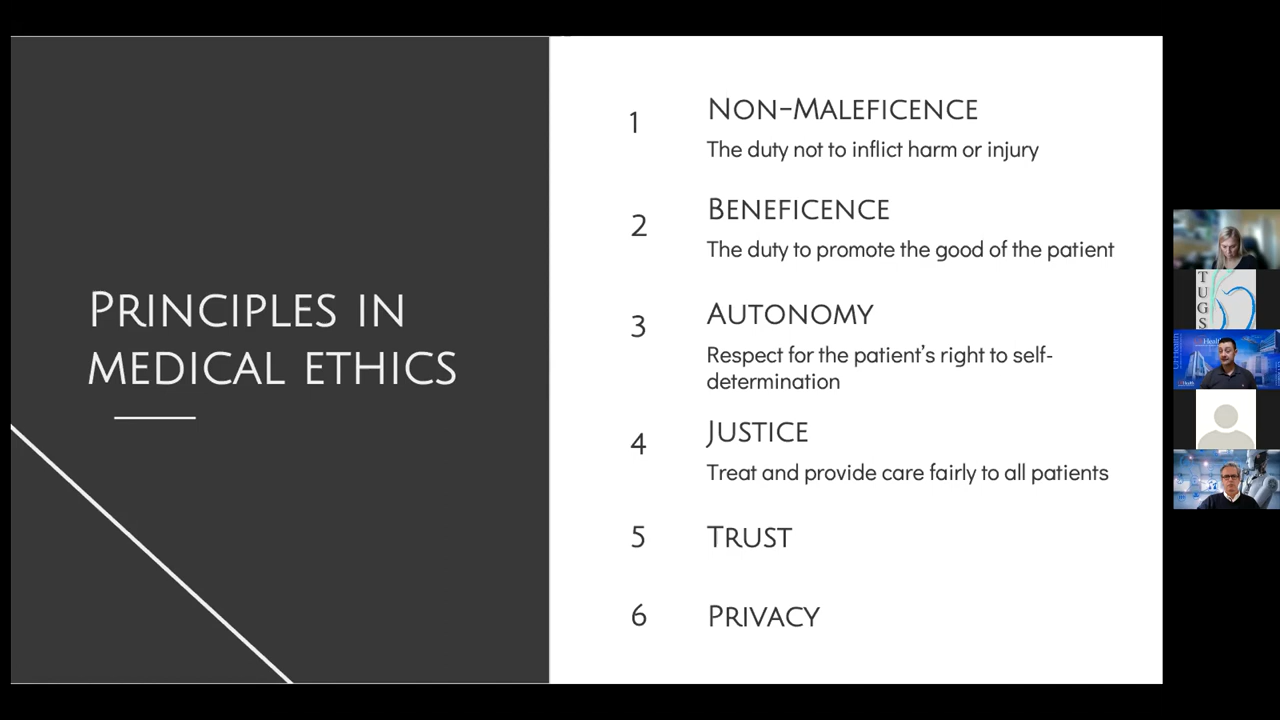 PRINCIPLES IN
MEDICAL ETHICS
1
NON-MALEFICENCE
The duty not to inflict harm or injury
2
BENEFICENCE
The duty to promote the good of the patient
3
AUTONOMY
Respect for the patient's right to self-
determination
4
JUSTICE
Treat and provide care fairly to all patients
5
TRUST
6
PRIVACY
TUGS